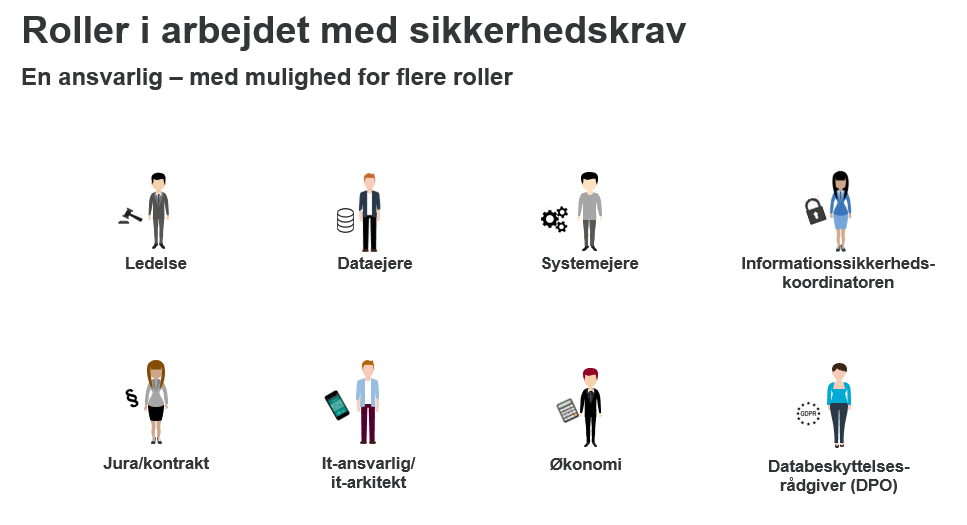 Roller i arbejdet med sikkerhedskrav
En ansvarlig – med mulighed for flere roller
Ledelse
Dataejere
Systemejere
Informationssikkerheds-
koordinatoren
§
GDPR
Jura/kontrakt
It-ansvarlig/
it-arkitekt
Økonomi
Databeskyttelses-
rådgiver (DPO)